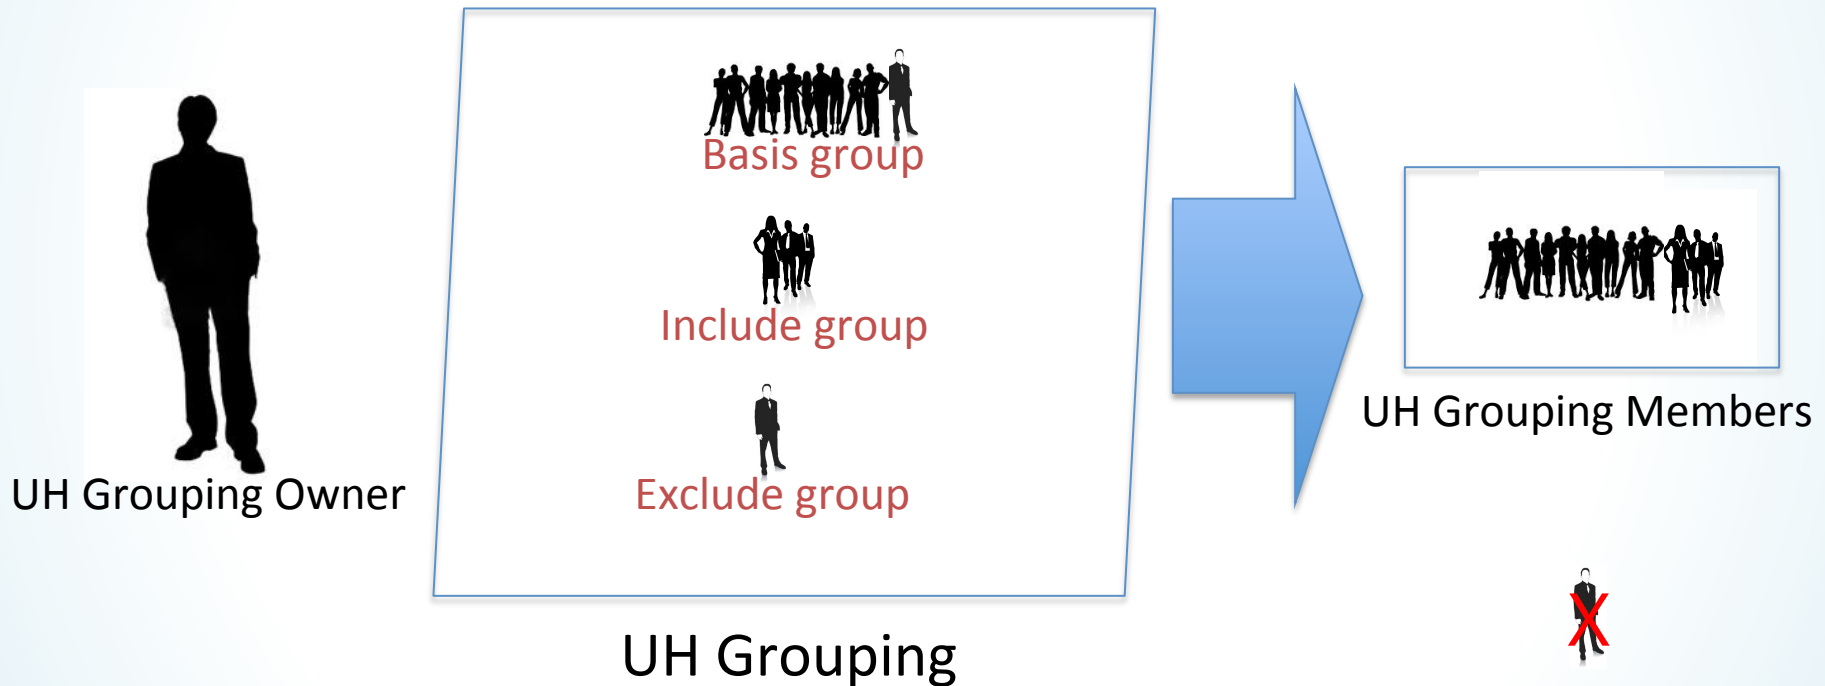 Basis group
Include group
UH Grouping Members
UH Grouping Owner
Exclude group
X
UH Grouping